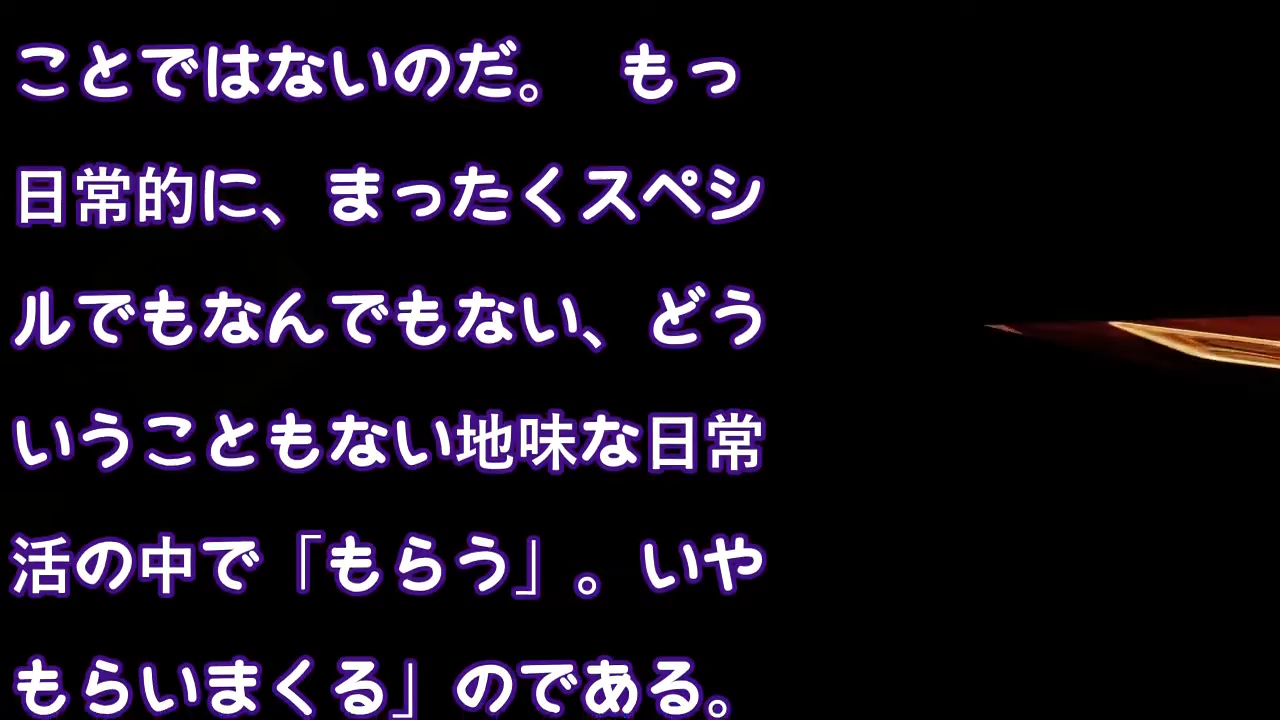 ことではないのだ。　もっ
日常的に、まったくスペシ
ルでもなんでもない、どう
いうこともない地味な日常
活の中で「もらう」。いや
もらいまくる」のである。